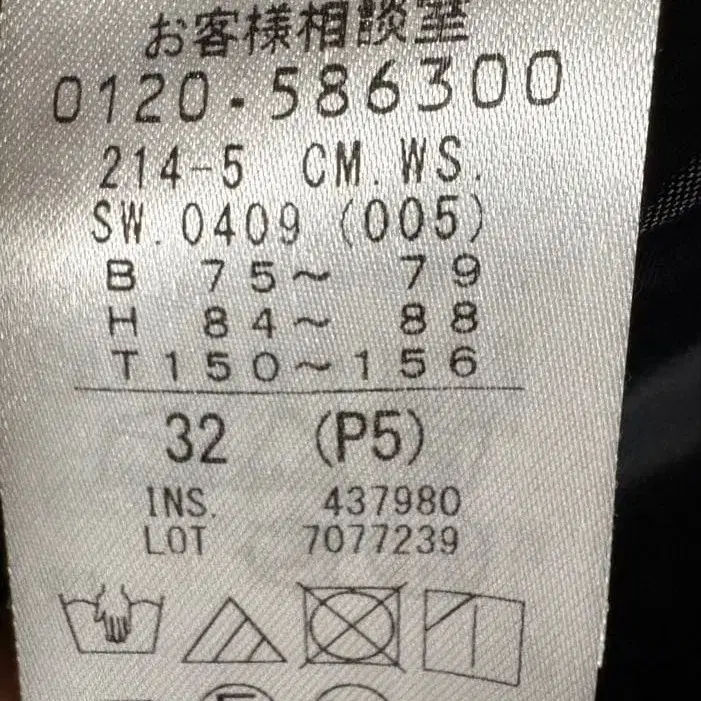 お客様相談室
0120-586300
214-5 CM.WS.
SW.0409(005)
B 75～ 79
H 84～ 88
T150～156
32 (P5)
INS. 437980
LOT 7077239